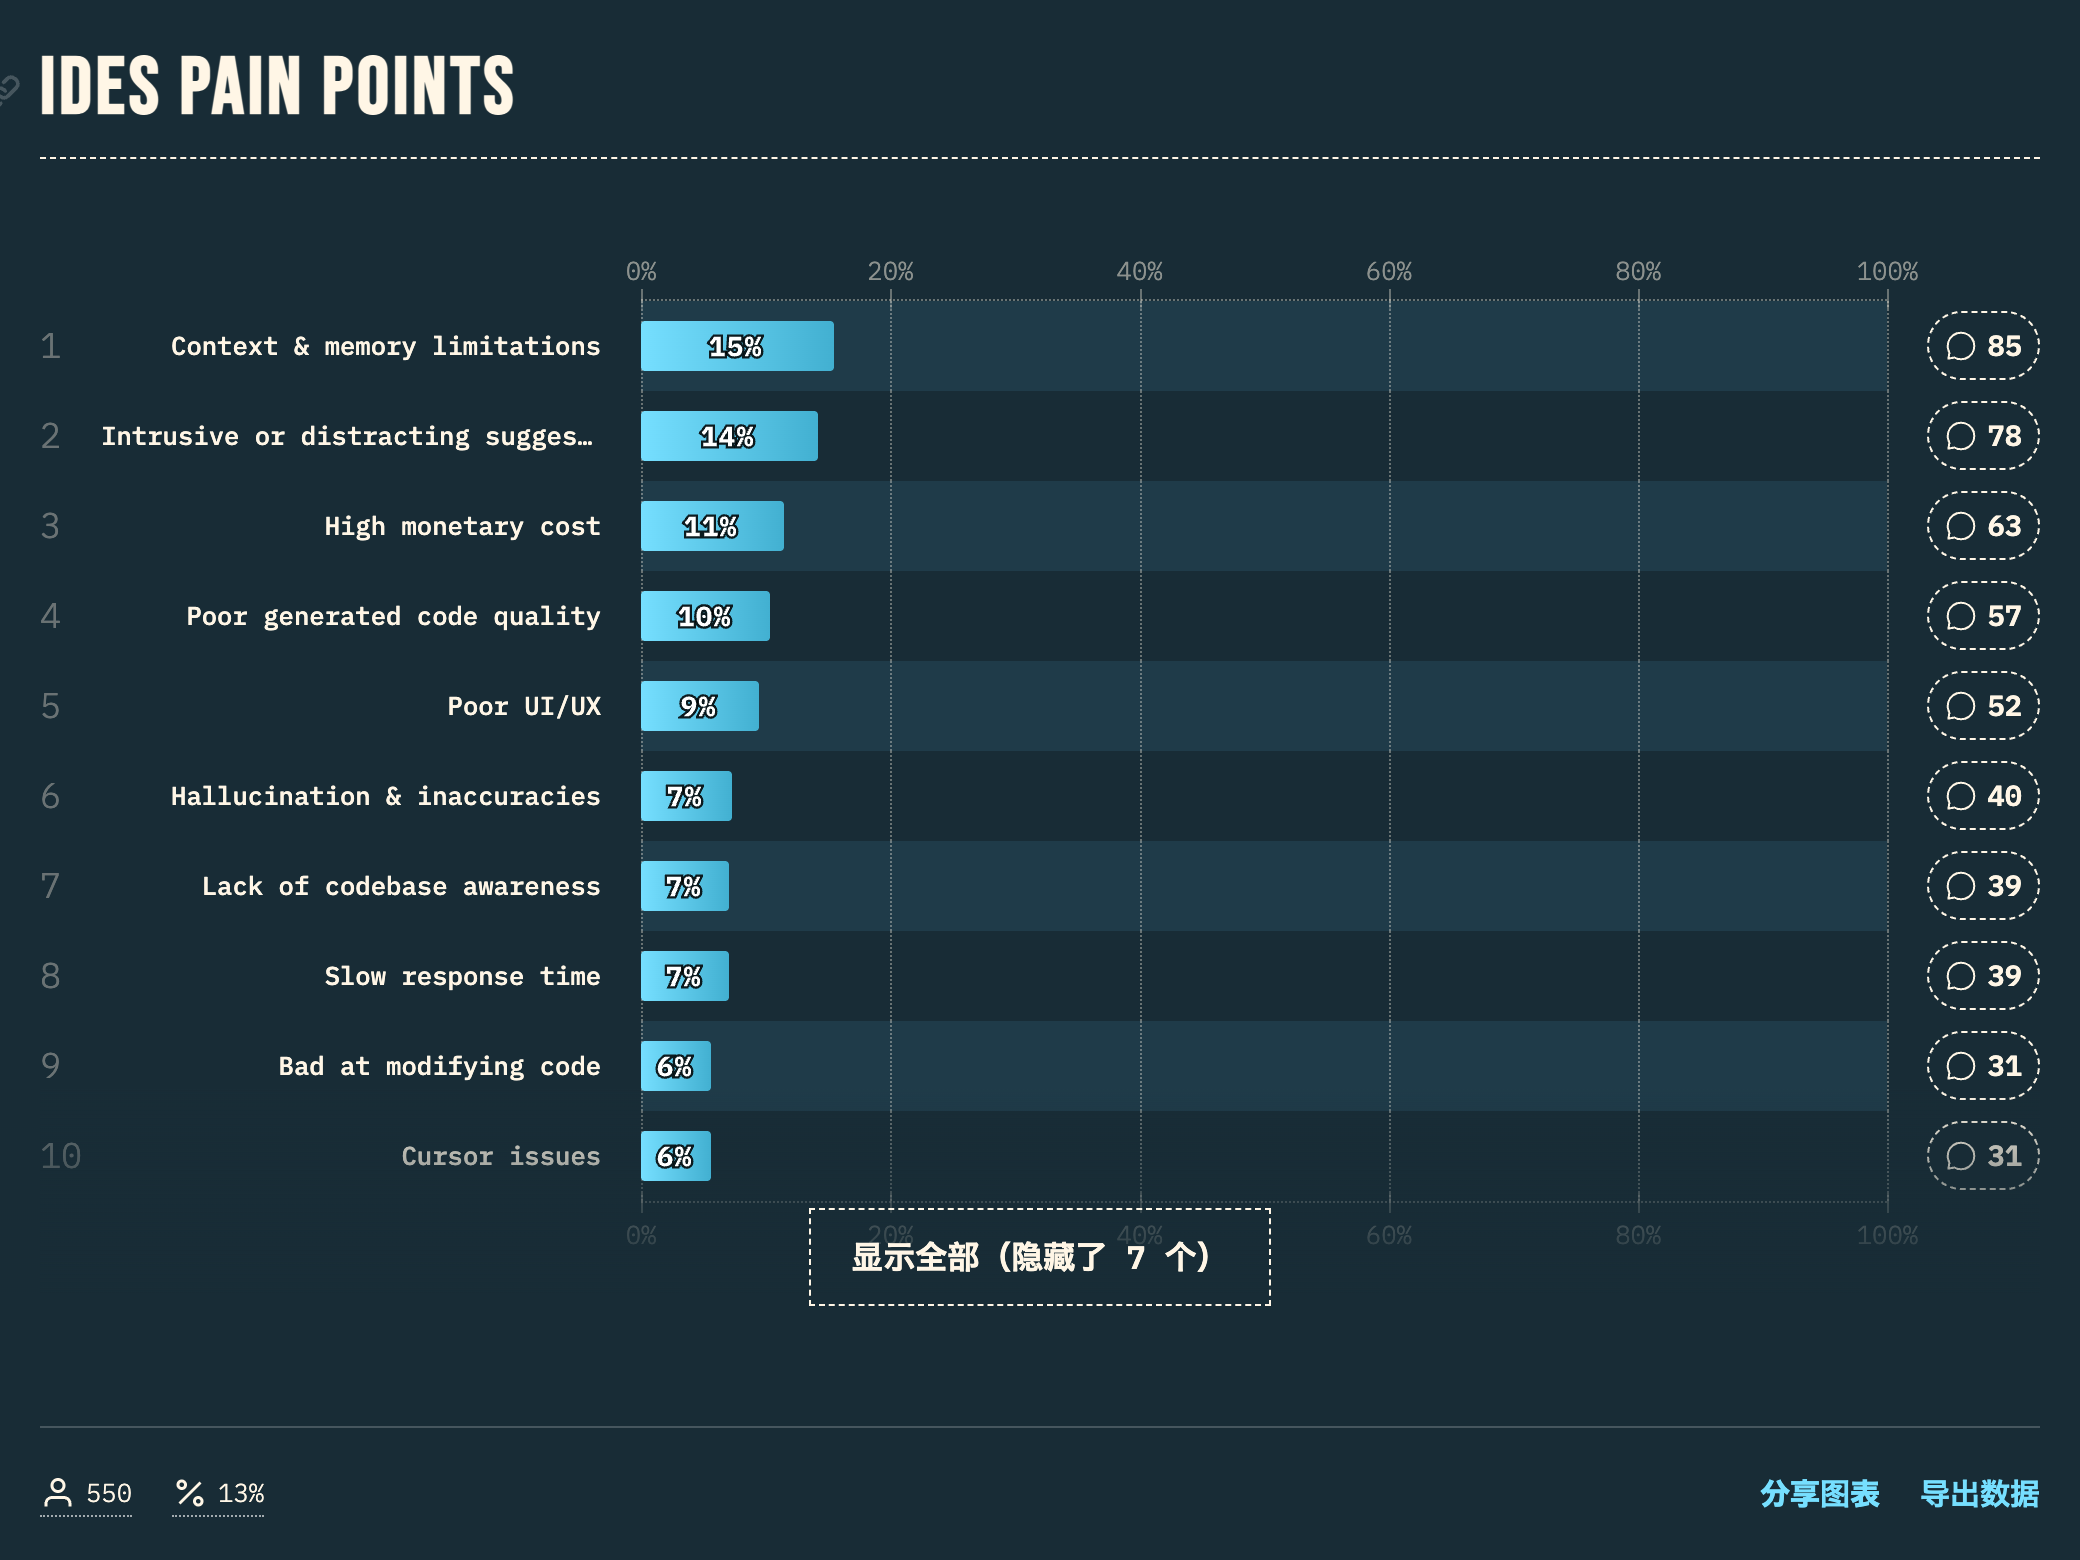 IDES PAIN POINTS
0% 20% 40% 60% 80% 100%
1 Context & memory limitations 15% 85
2 Intrusive or distracting sugges… 14% 78
3 High monetary cost 11% 63
4 Poor generated code quality 10% 57
5 Poor UI/UX 9% 52
6 Hallucination & inaccuracies 7% 40
7 Lack of codebase awareness 7% 39
8 Slow response time 7% 39
9 Bad at modifying code 6% 31
10 Cursor issues 6% 31
0% 20% 40% 60% 80% 100%
显示全部（隐藏了 7 个）
550 13% 分享图表 导出数据